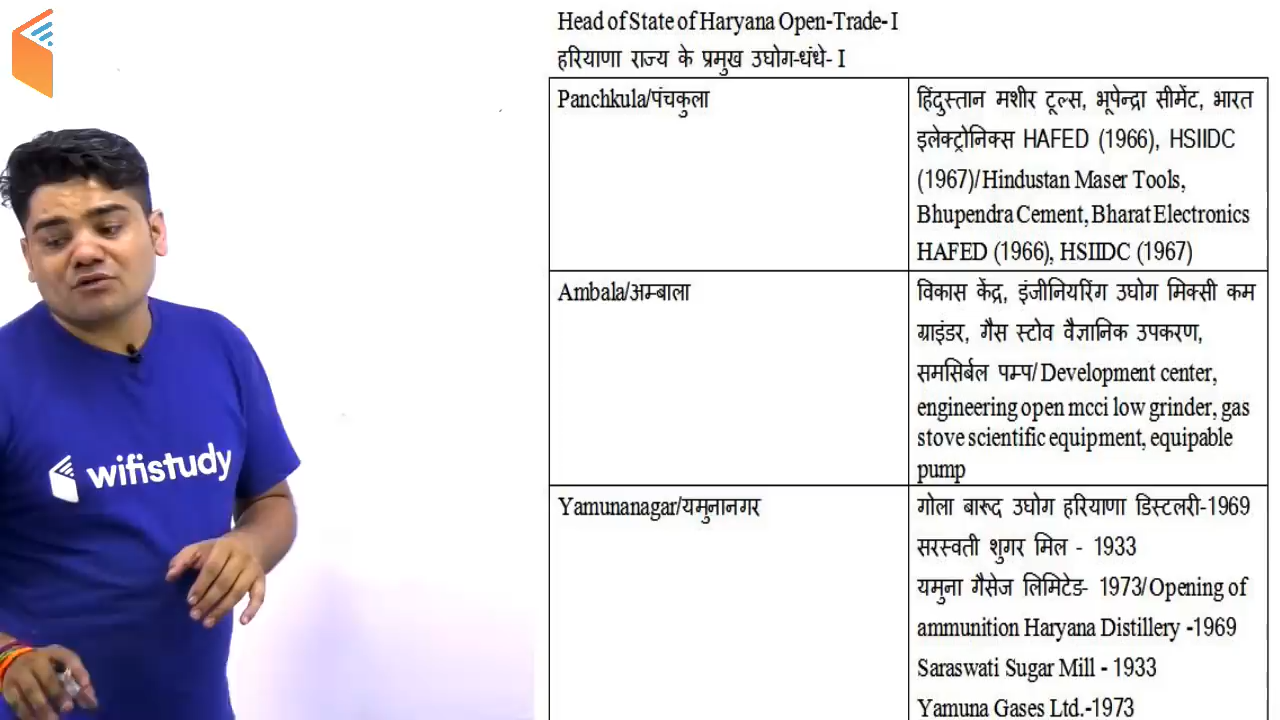 Head of State of Haryana Open-Trade- I
हरियाणा राज्य के प्रमुख उघोग-धंधे- I
Panchkula/पंचकुला
हिंदुस्तान मशीर टूल्स, भूपेन्द्रा सीमेंट, भारत
इलेक्ट्रोनिक्स HAFED (1966), HSIIDC
(1967)/ Hindustan Maser Tools,
Bhupendra Cement, Bharat Electronics
HAFED (1966), HSIIDC (1967)
Ambala/अम्बाला
विकास केंद्र, इंजीनियरिंग उघोग मिक्सी कम
ग्राइंडर, गैस स्टोव वैज्ञानिक उपकरण,
समसिर्बल पम्प/ Development center,
engineering open mcci low grinder, gas
stove scientific equipment, equipable
pump
Yamunanagar/यमुनानगर
गोला बारूद उघोग हरियाणा डिस्टलरी-1969
सरस्वती शुगर मिल - 1933
यमुना गैसेज लिमिटेड- 1973/ Opening of
ammunition Haryana Distillery -1969
Saraswati Sugar Mill - 1933
Yamuna Gases Ltd.-1973
wifistudy